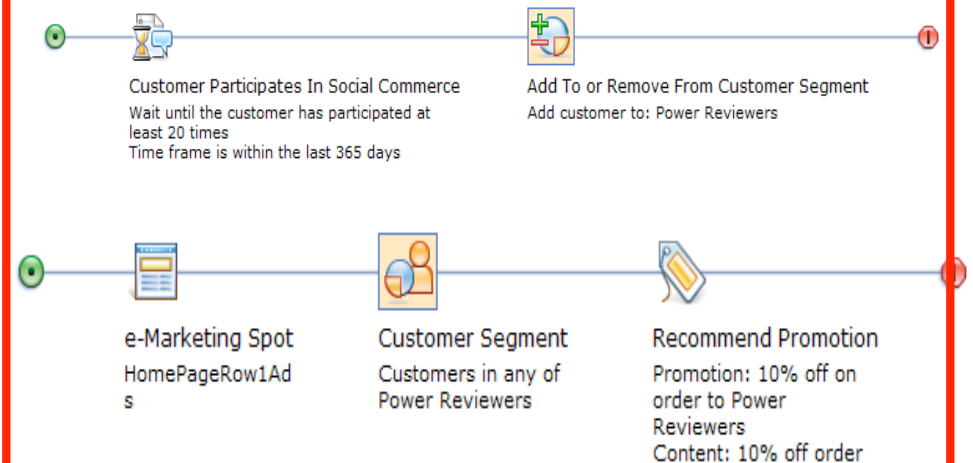 Customer Participates In Social Commerce
Wait until the customer has participated at
least 20 times
Time frame is within the last 365 days
Add To or Remove From Customer Segment
Add customer to: Power Reviewers
e-Marketing Spot
HomePageRow1Ad
s
Customer Segment
Customers in any of
Power Reviewers
Recommend Promotion
Promotion: 10% off on
order to Power
Reviewers
Content: 10% off order